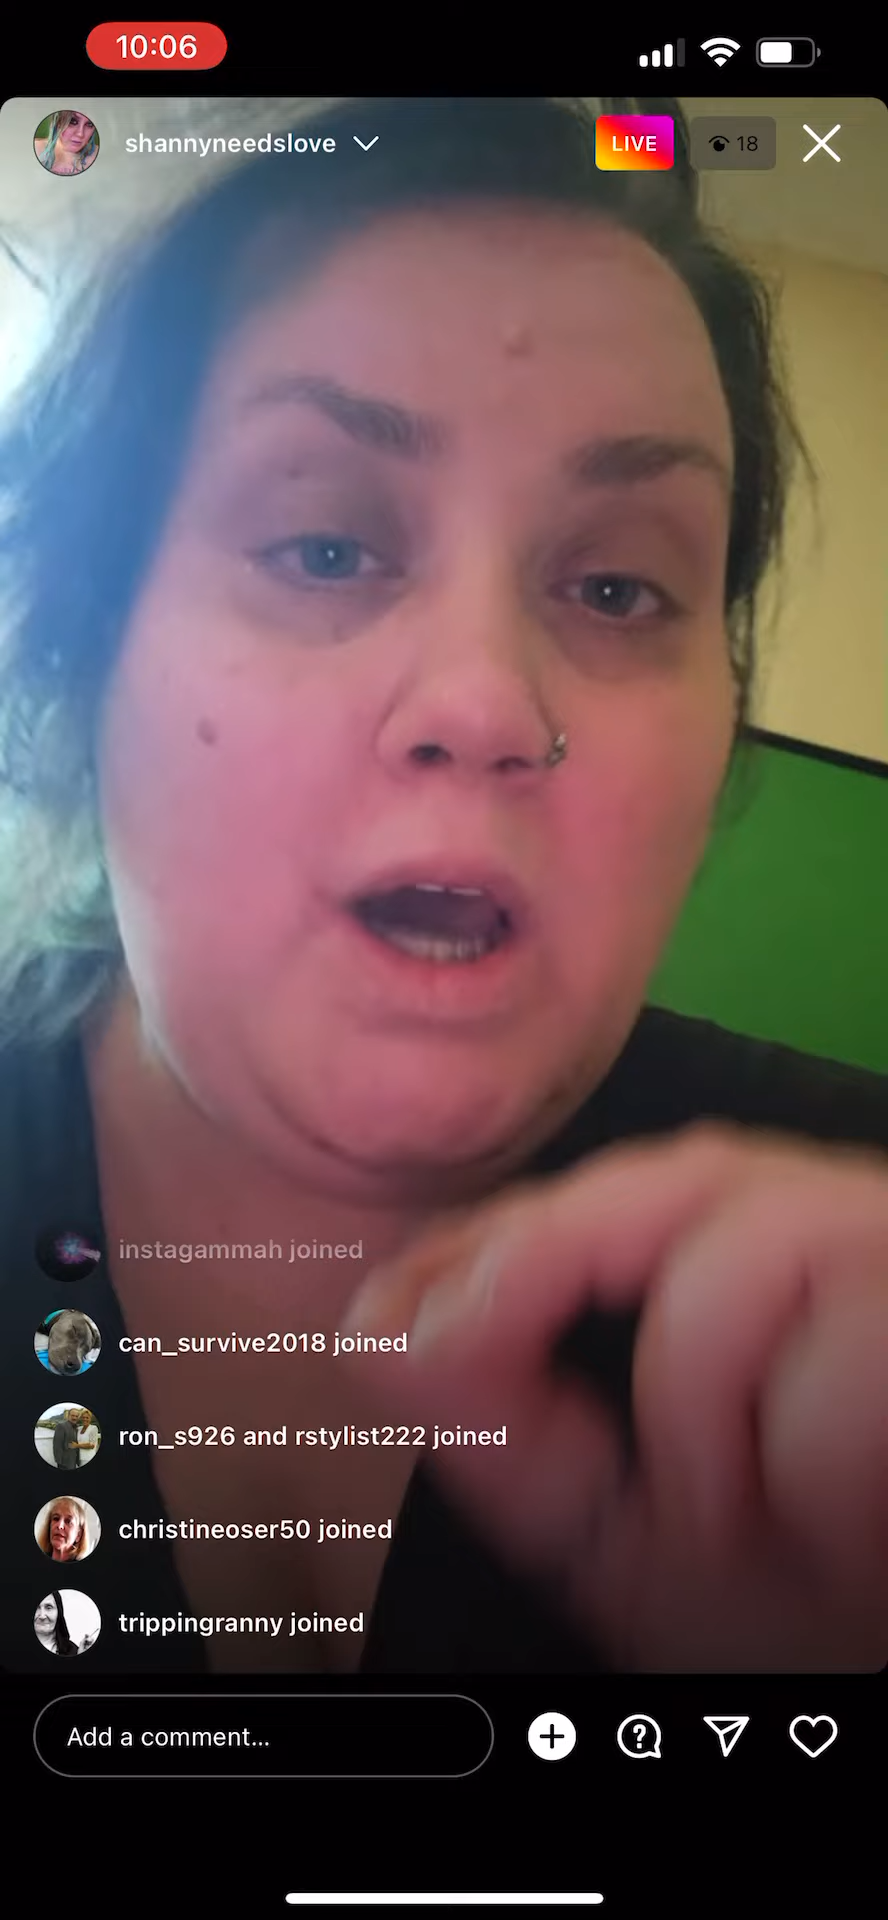 10:06
shannyneedslove
LIVE
18
instagammah joined
can_survive2018 joined
ron_s926 and rstylist222 joined
christineoser50 joined
trippingranny joined
Add a comment...